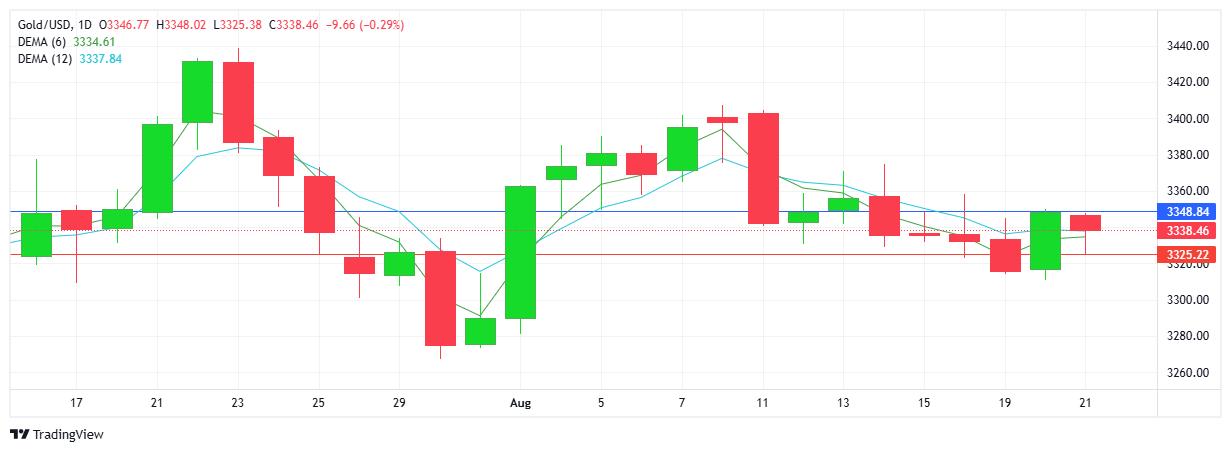 Gold/USD, 1D O3346.77 H3348.02 L3325.38 C3338.46 −9.66 (−0.29%)
DEMA (6) 3334.61
DEMA (12) 3337.84
3440.00
3420.00
3400.00
3380.00
3360.00
3348.84
3338.46
3325.22
3320.00
3300.00
3280.00
3260.00
17 21 23 25 29 Aug 5 7 11 13 15 19 21
TradingView